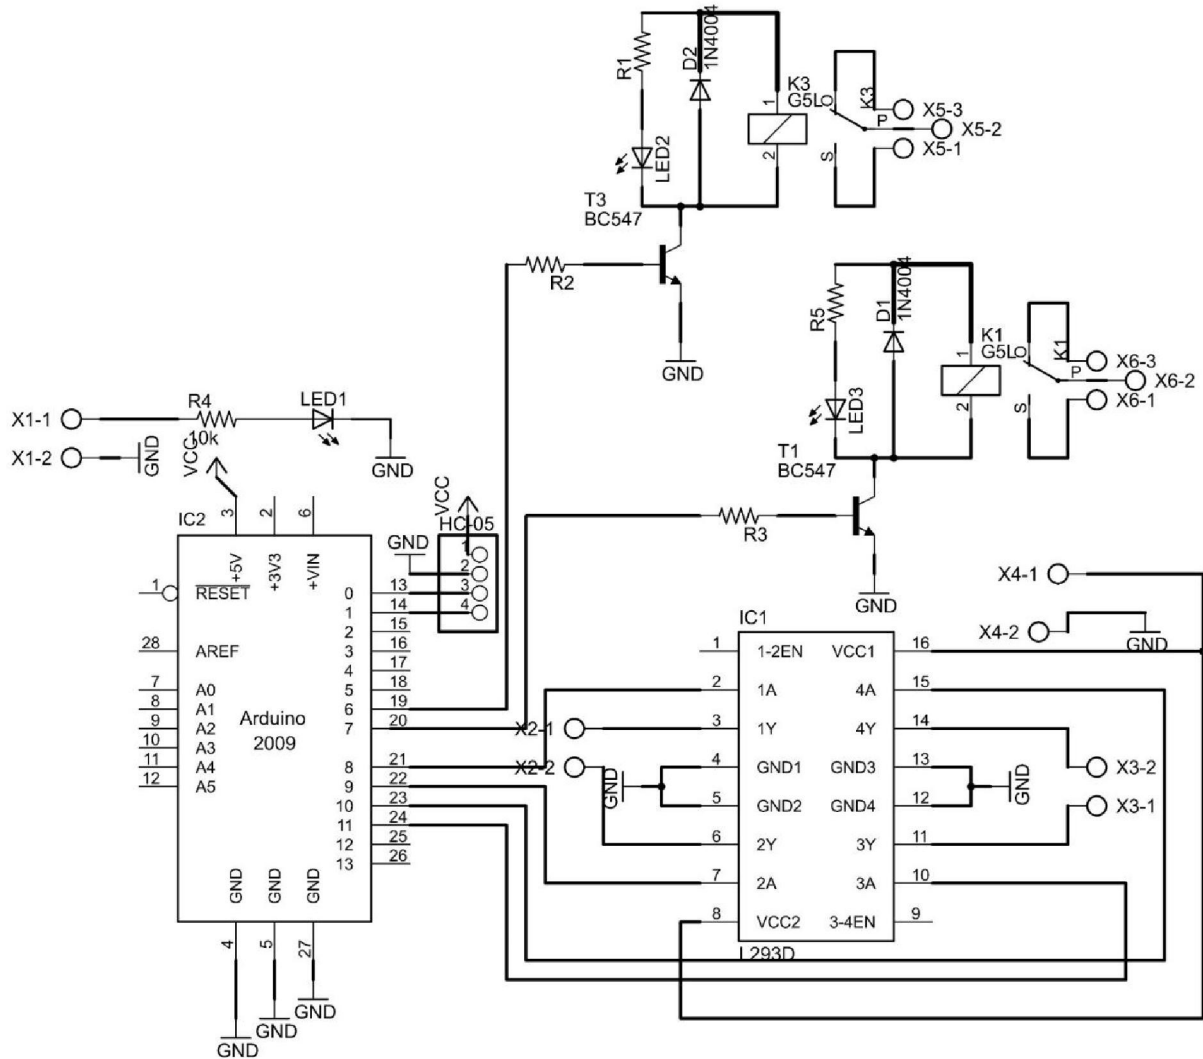 R1
D2
1N4004
K3
G5L
1
2
LED2
O
S
P
K3
X5-3
X5-2
X5-1
T3
BC547
R2
GND
R5
D1
1N4004
K1
G5L
1
2
LED3
O
S
P
K1
X6-3
X6-2
X6-1
T1
BC547
R3
GND
X1-1
R4
10k
LED1
GND
X1-2
GND
VCC
VCC
HC-05
GND
1
2
3
4
IC2
3
2
6
+5V
+3V3
+VIN
1
RESET
28
AREF
7
A0
8
A1
9
A2
10
A3
11
A4
12
A5
Arduino
2009
0
13
1
14
2
15
3
16
4
17
5
18
6
19
7
20
8
21
9
22
10
23
11
24
12
25
13
26
GND
GND
GND
4
5
27
GND
GND
GND
X4-1
X4-2
GND
IC1
1
1-2EN
VCC1
16
2
1A
4A
15
3
1Y
4Y
14
4
GND1
GND3
13
5
GND2
GND4
12
6
2Y
3Y
11
7
2A
3A
10
8
VCC2
3-4EN
9
L293D
X2-1
X2-2
GND
GND
X3-2
X3-1